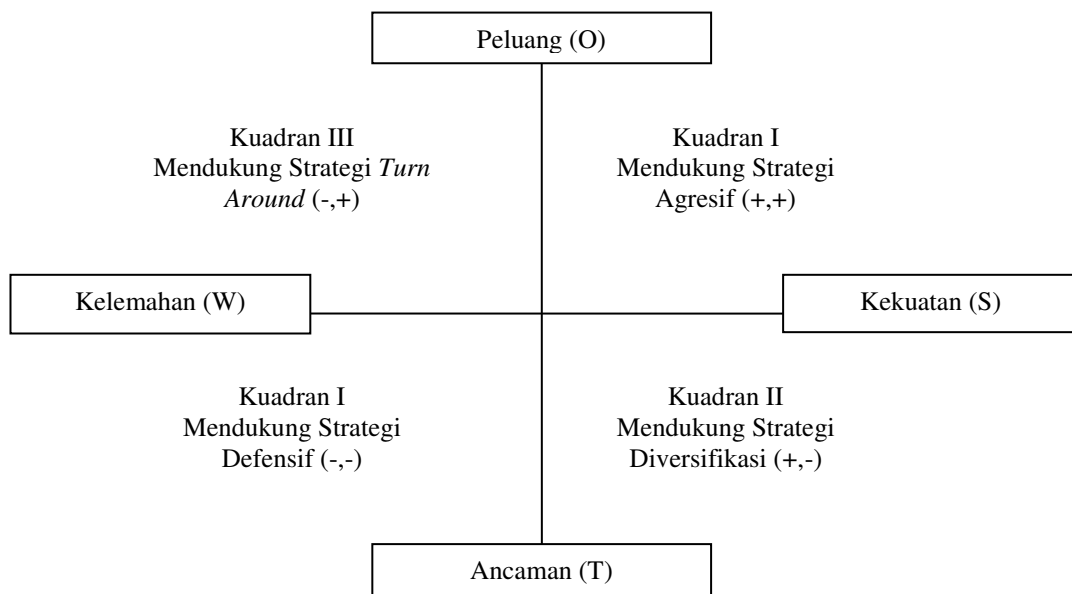 Peluang (O)
Kuadran III
Mendukung Strategi Turn
Around (-,+)
Kuadran I
Mendukung Strategi
Agresif (+,+)
Kelemahan (W)
Kekuatan (S)
Kuadran I
Mendukung Strategi
Defensif (-,-)
Kuadran II
Mendukung Strategi
Diversifikasi (+,-)
Ancaman (T)